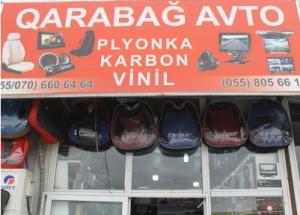 QARABAĞ AVTO
PLYONKA
KARBON
VİNİL
55/070) 660 64 64
(055) 805 66 1